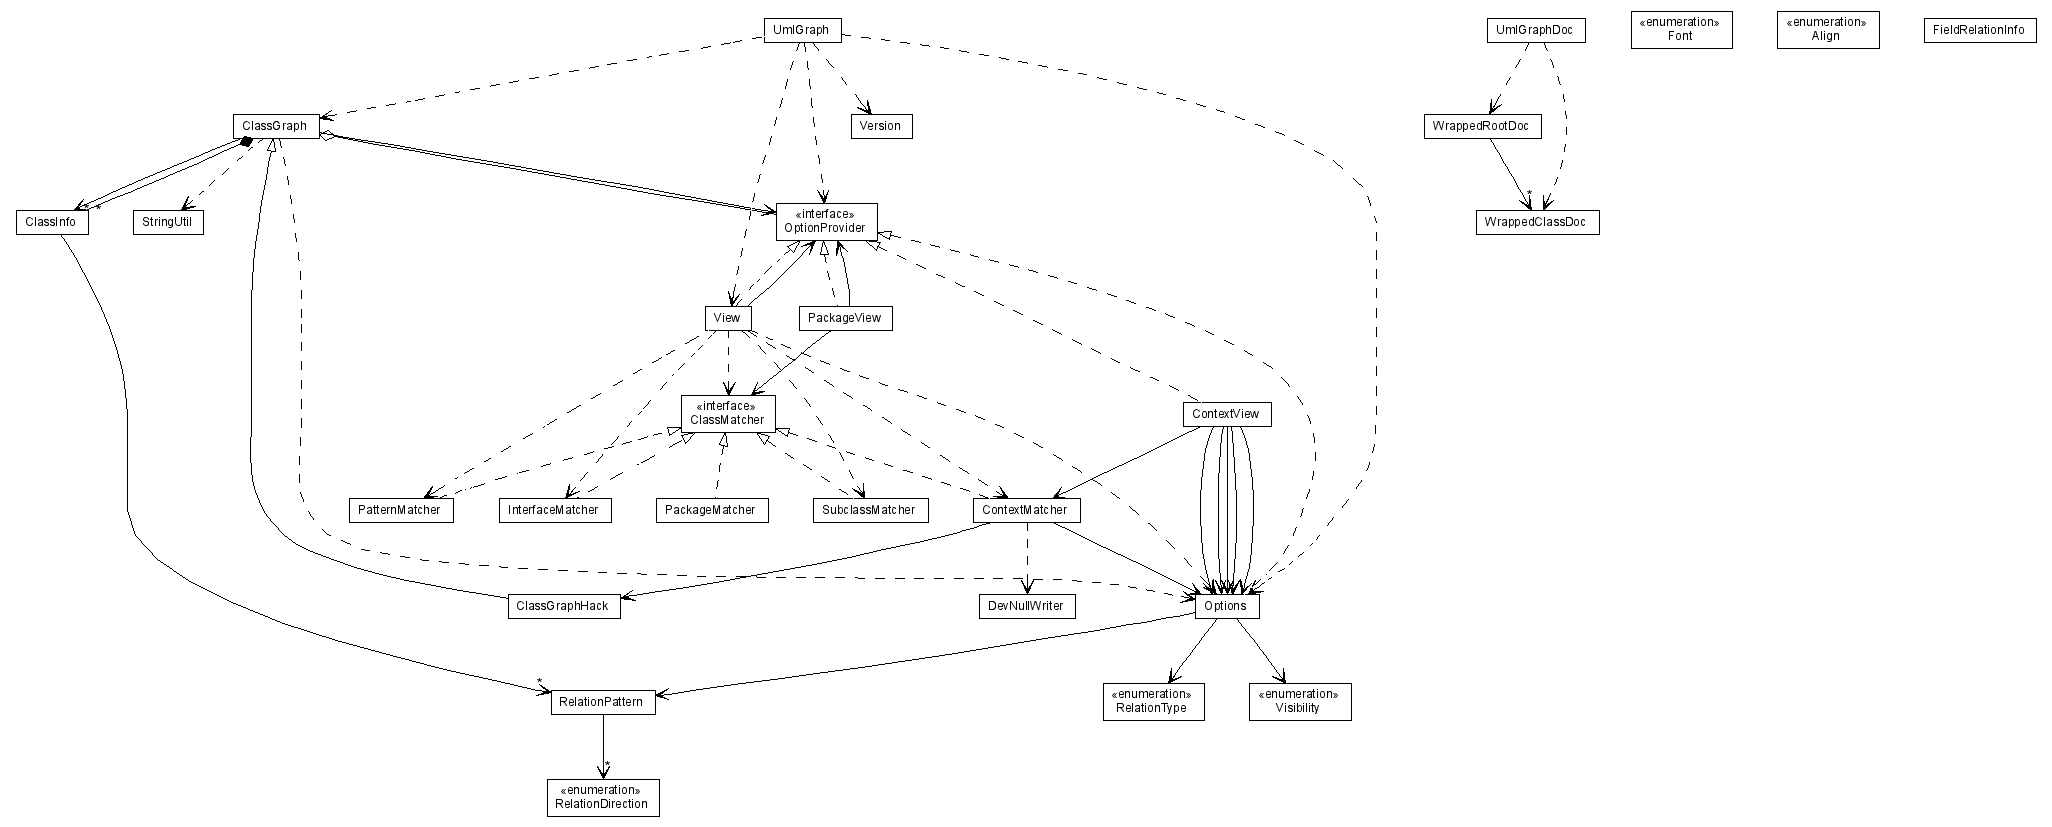 UmlGraph
UmlGraphDoc
«enumeration»
Font
«enumeration»
Align
FieldRelationInfo
ClassGraph
Version
WrappedRootDoc
*
*
*
ClassInfo
StringUtil
«interface»
OptionProvider
WrappedClassDoc
View
PackageView
«interface»
ClassMatcher
ContextView
PatternMatcher
InterfaceMatcher
PackageMatcher
SubclassMatcher
ContextMatcher
ClassGraphHack
DevNullWriter
Options
*
RelationPattern
«enumeration»
RelationType
«enumeration»
Visibility
*
«enumeration»
RelationDirection